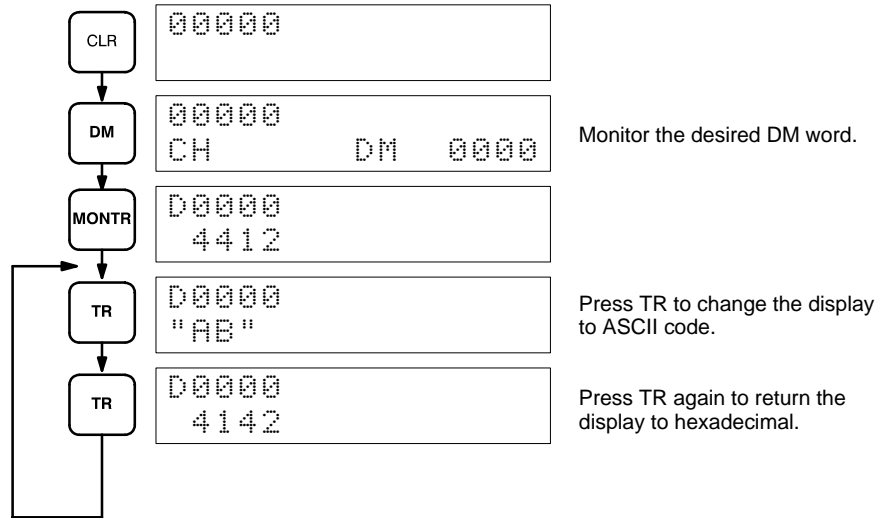 CLR
00000
DM
00000
CH DM 0000
Monitor the desired DM word.
MONTR
D0000
4412
TR
D0000
"AB"
Press TR to change the display
to ASCII code.
TR
D0000
4142
Press TR again to return the
display to hexadecimal.